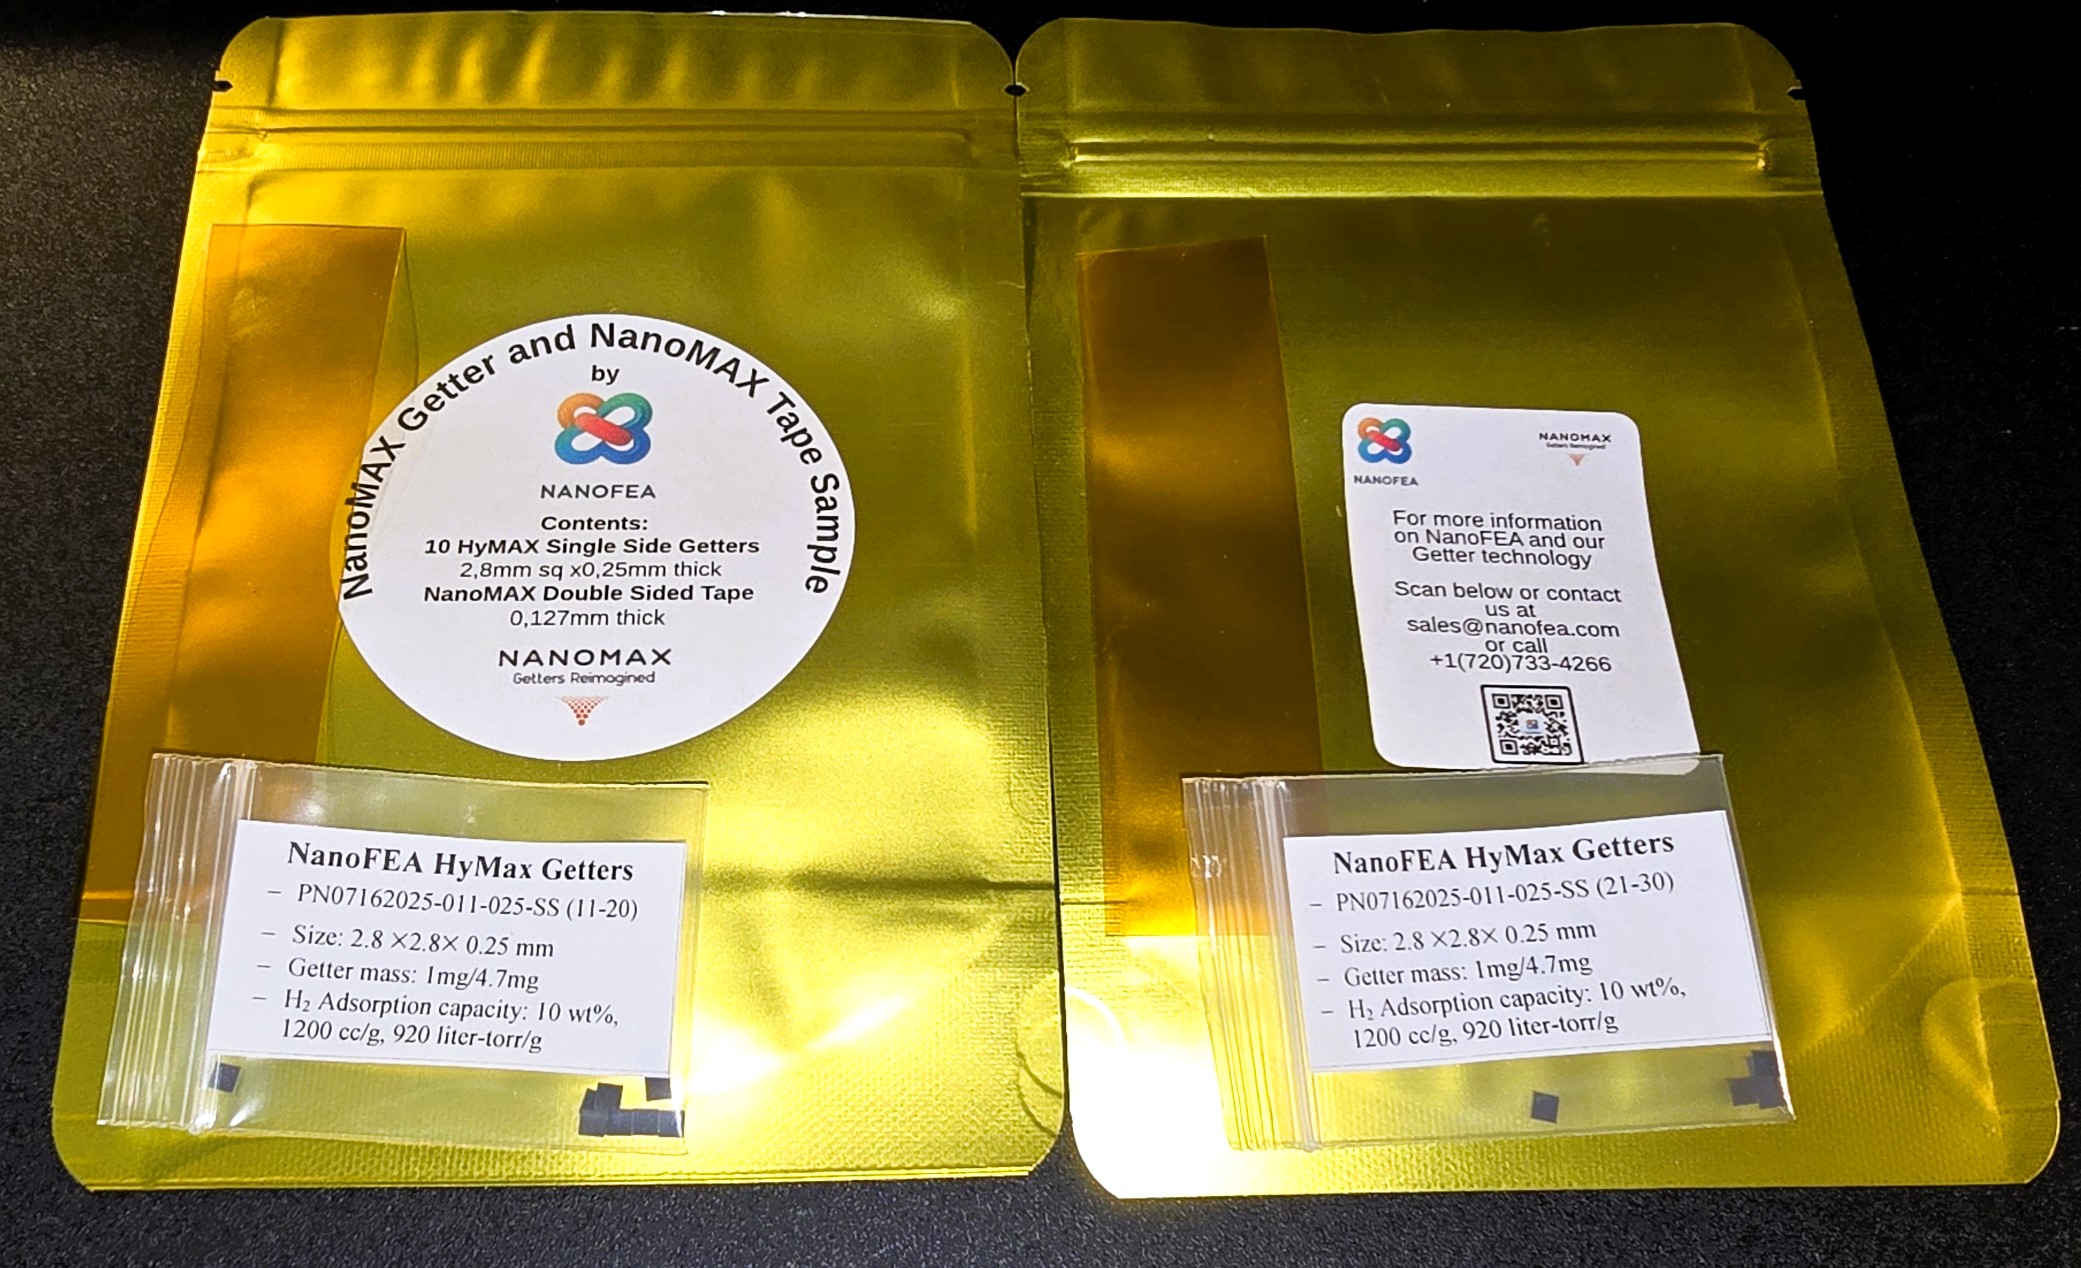 NanoMAX Getter and NanoMAX Tape Sample
by
NANOFEA
Contents:
10 HyMAX Single Side Getters
2,8mm sq x0,25mm thick
NanoMAX Double Sided Tape
0,127mm thick
NANOMAX
Getters Reimagined
NanoFEA HyMax Getters
– PN07162025-011-025-SS (11-20)
– Size: 2.8 ×2.8× 0.25 mm
– Getter mass: 1mg/4.7mg
– H₂ Adsorption capacity: 10 wt%,
1200 cc/g, 920 liter-torr/g
NANOFEA
NANOMAX
Getters Reimagined
For more information
on NanoFEA and our
Getter technology
Scan below or contact
us at
sales@nanofea.com
or call
+1(720)733-4266
NanoFEA HyMax Getters
– PN07162025-011-025-SS (21-30)
– Size: 2.8 ×2.8× 0.25 mm
– Getter mass: 1mg/4.7mg
– H₂ Adsorption capacity: 10 wt%,
1200 cc/g, 920 liter-torr/g